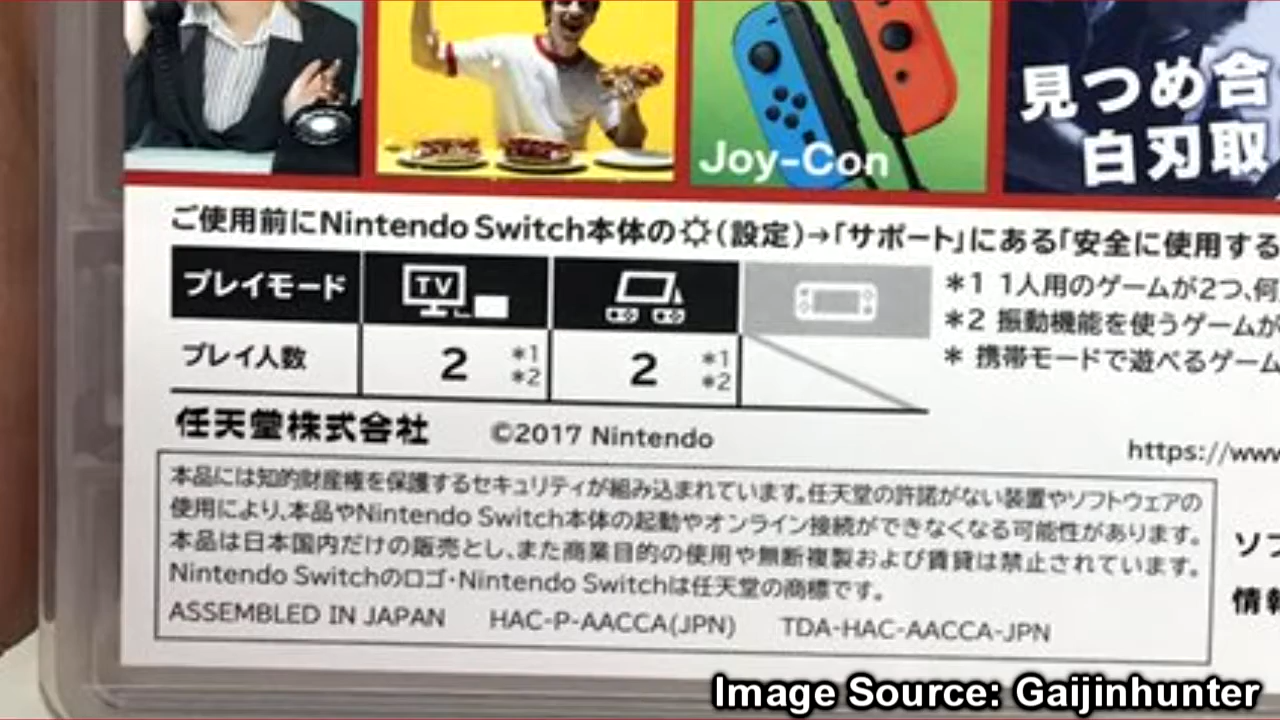 見つめ合
白刃取
Joy-Con
ご使用前にNintendo Switch本体の(設定)→「サポート」にある「安全に使用する
プレイモード TV
*1 1人用のゲームが2つ、何
*2 振動機能を使うゲームが
プレイ人数 2 *1 *2 2 *1 *2
* 携帯モードで遊べるゲーム
任天堂株式会社 ©2017 Nintendo
https://www
本品には知的財産権を保護するセキュリティが組み込まれています。任天堂の許諾がない装置やソフトウェアの
使用により、本品やNintendo Switch本体の起動やオンライン接続ができなくなる可能性があります。
本品は日本国内だけの販売とし、また商業目的の使用や無断複製および賃貸は禁止されています。
Nintendo Switchのロゴ・Nintendo Switchは任天堂の商標です。
ASSEMBLED IN JAPAN HAC-P-AACCA(JPN) TDA-HAC-AACCA-JPN
ソフ
情報
Image Source: Gaijinhunter